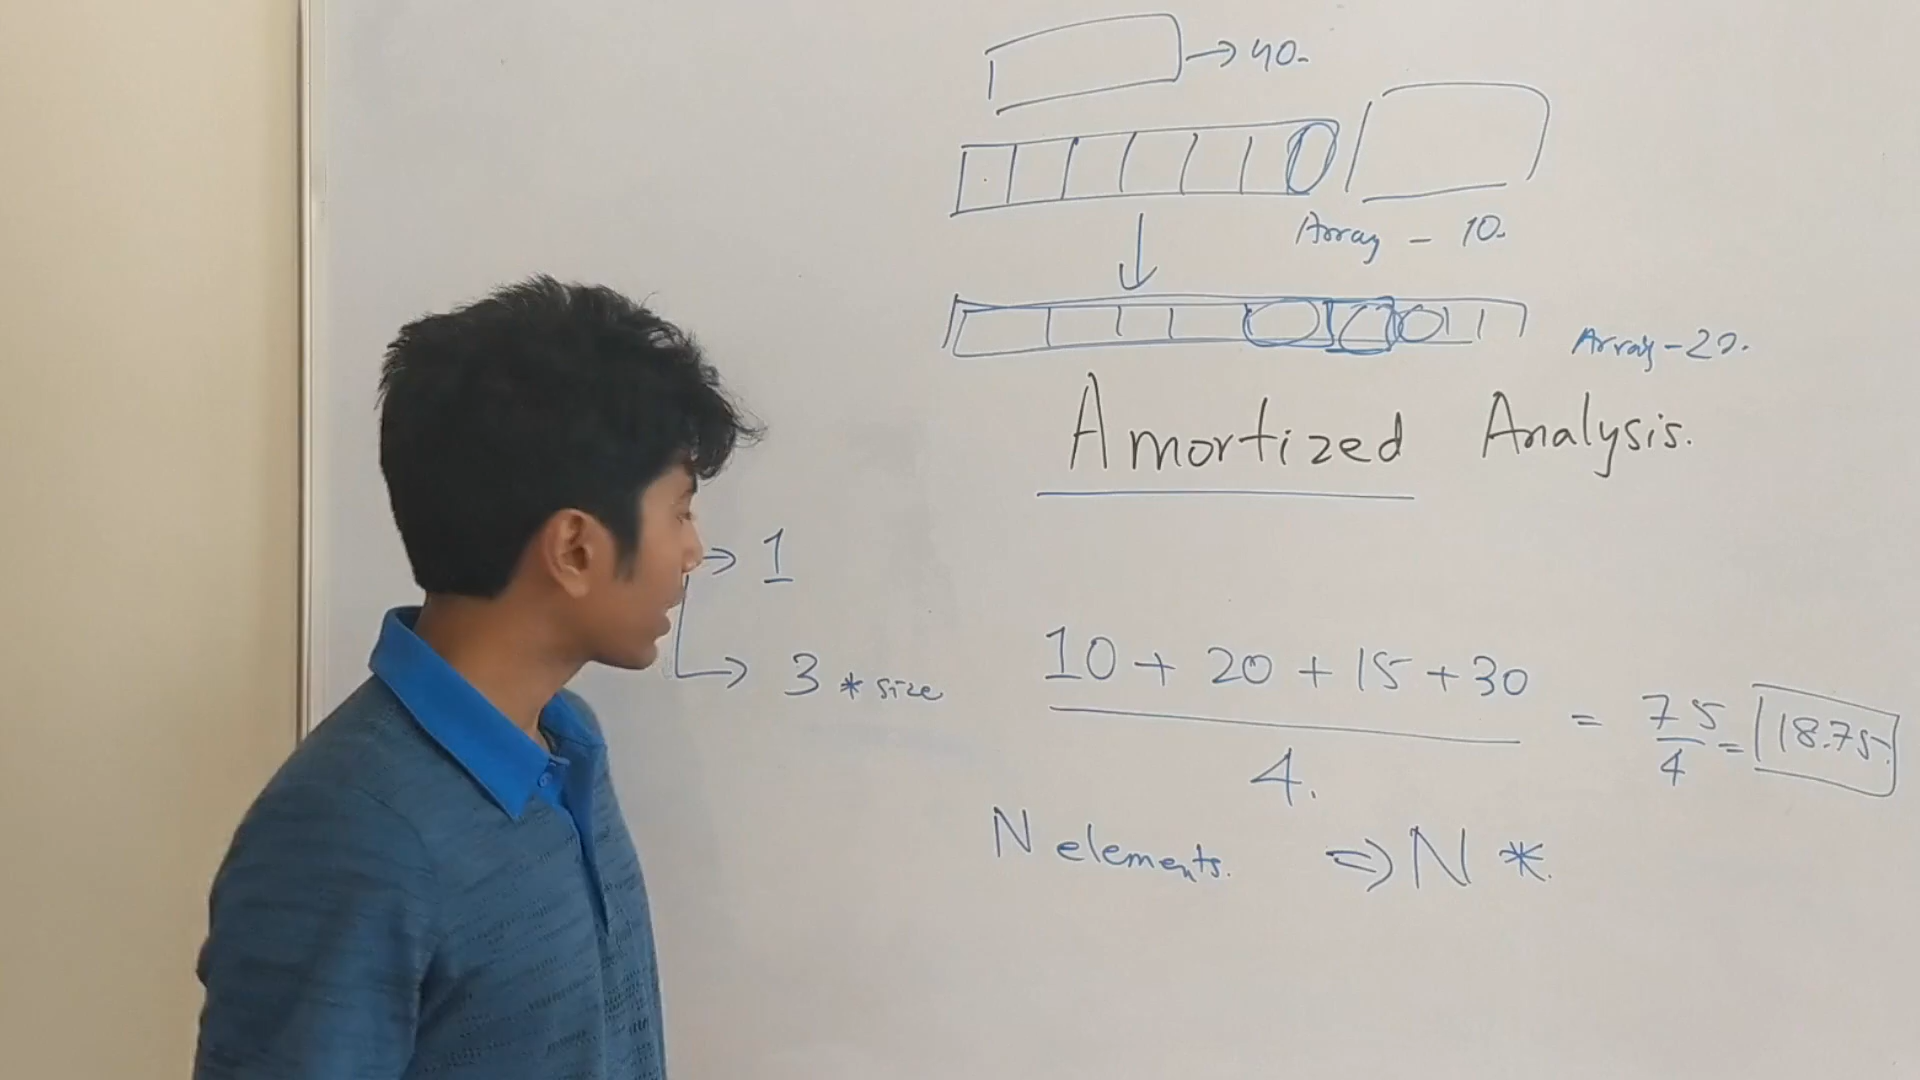 → 40.
Array - 10.
Array - 20.
Amortized Analysis.
→ 1
→ 3 * size
10 + 20 + 15 + 30
4.
= 75
4
= 18.75.
N elements. ⇒ N *.